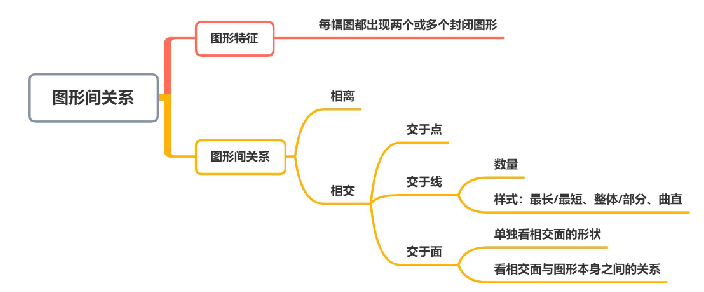 图形间关系
图形特征
每幅图都出现两个或多个封闭图形
图形间关系
相离
相交
交于点
交于线
数量
样式：最长/最短、整体/部分、曲直
交于面
单独看相交面的形状
看相交面与图形本身之间的关系